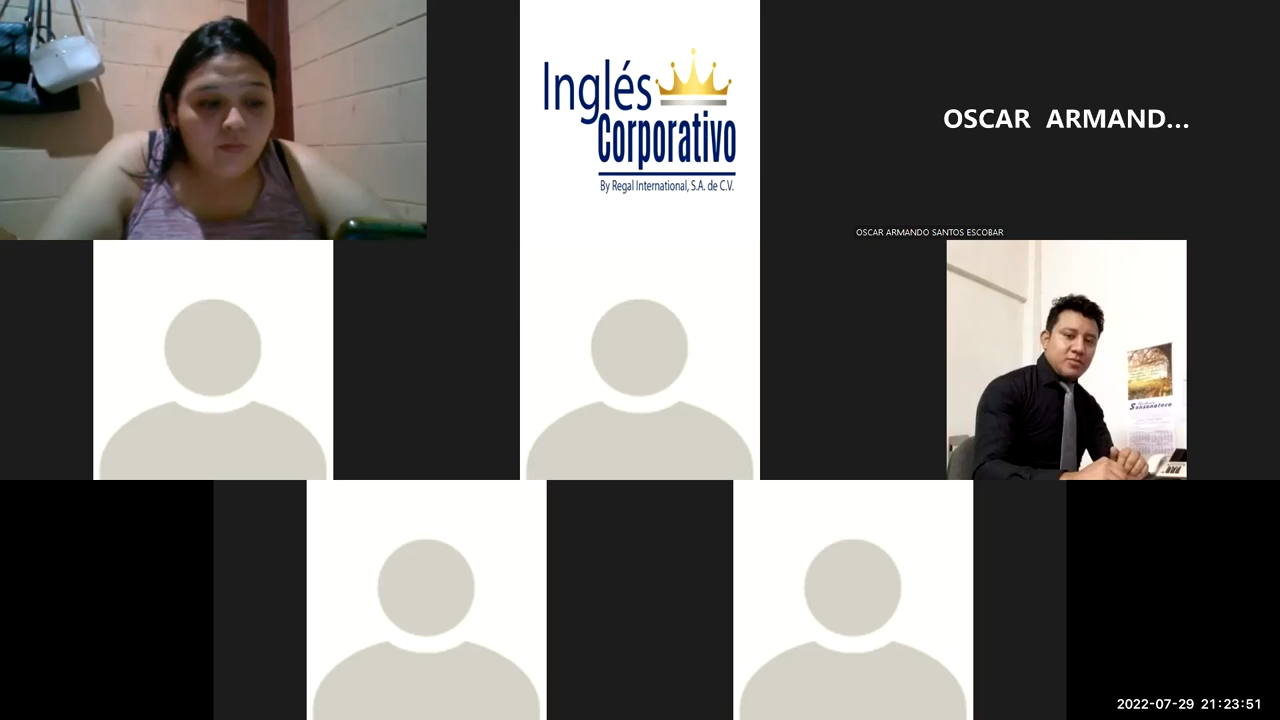 Inglés
Corporativo
By Regal International, S.A. de C.V.
OSCAR ARMAND...
OSCAR ARMANDO SANTOS ESCOBAR
Sonsonateco
2022-07-29 21:23:51